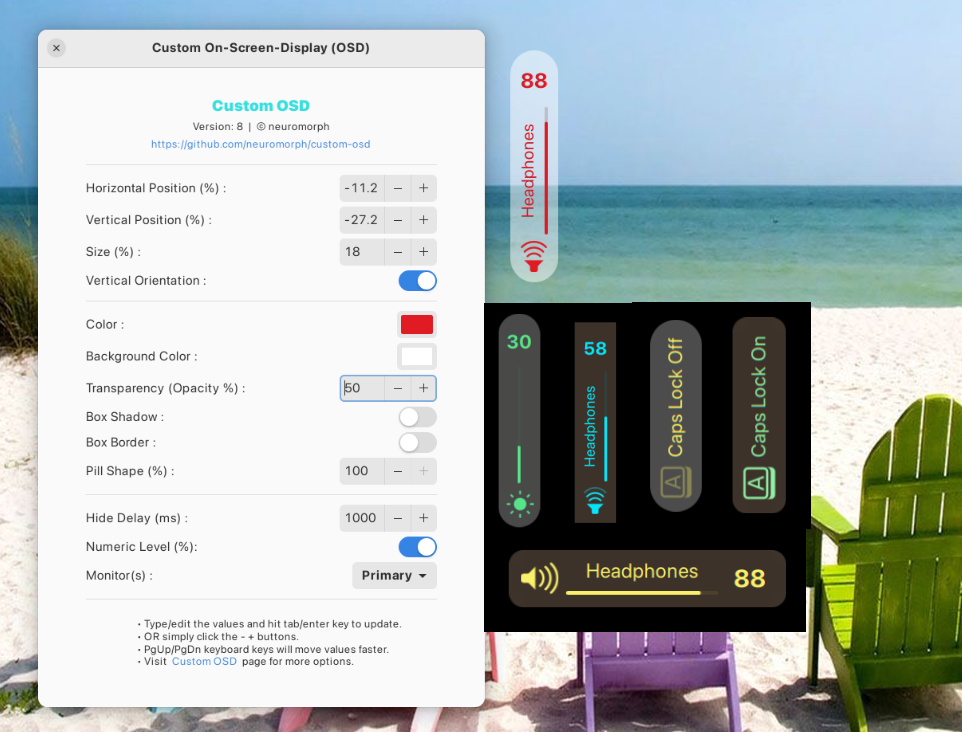 Custom On-Screen-Display (OSD)
Custom OSD
Version: 8 | © neuromorph
https://github.com/neuromorph/custom-osd
Horizontal Position (%) : -11.2 − +
Vertical Position (%) : -27.2 − +
Size (%) : 18 − +
Vertical Orientation :
Color :
Background Color :
Transparency (Opacity %) : 50 − +
Box Shadow :
Box Border :
Pill Shape (%) : 100 − +
Hide Delay (ms) : 1000 − +
Numeric Level (%):
Monitor(s) : Primary
• Type/edit the values and hit tab/enter key to update.
• OR simply click the - + buttons.
• PgUp/PgDn keyboard keys will move values faster.
• Visit Custom OSD page for more options.
88
Headphones
30
58
Headphones
Caps Lock Off
A
Caps Lock On
A
Headphones 88